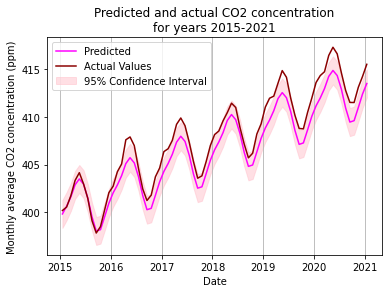 Predicted and actual CO2 concentration
for years 2015-2021
Predicted
Actual Values
95% Confidence Interval
Monthly average CO2 concentration (ppm)
415
410
405
400
2015
2016
2017
2018
2019
2020
2021
Date